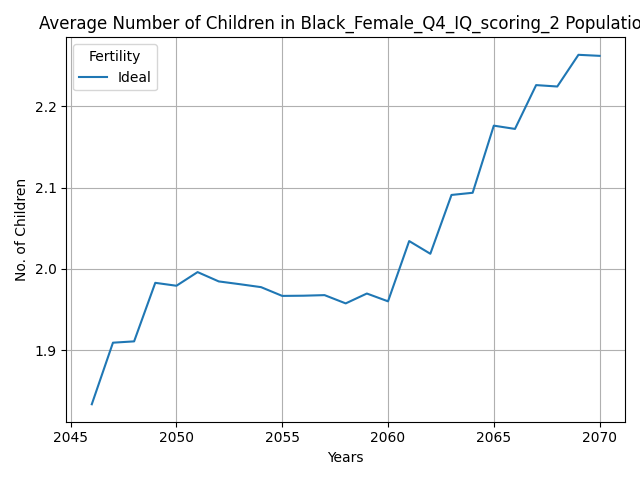 Average Number of Children in Black_Female_Q4_IQ_scoring_2 Populatio
Fertility
Ideal
No. of Children
2.2
2.1
2.0
1.9
2045 2050 2055 2060 2065 2070
Years